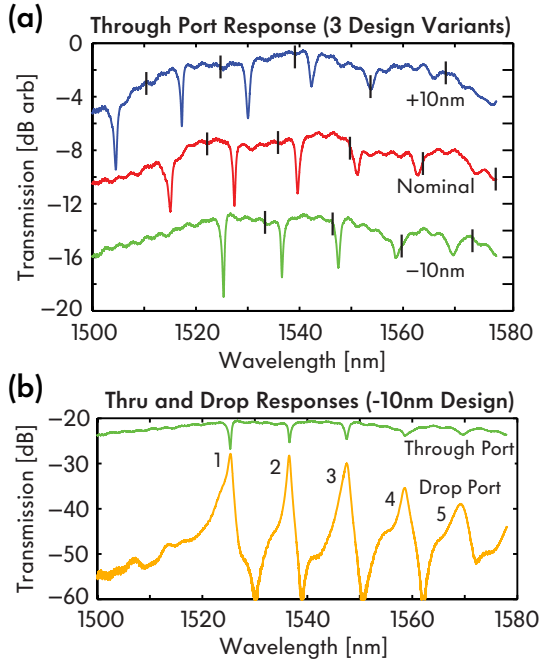 (a)
Through Port Response (3 Design Variants)
Transmission [dB arb)
0
−4
−8
−12
−16
−20
+10nm
Nominal
−10nm
1500 1520 1540 1560 1580
Wavelength [nm]
(b)
Thru and Drop Responses (-10nm Design)
Transmission [dB]
−20
−30
−40
−50
−60
Through Port
Drop Port
1 2 3 4 5
1500 1520 1540 1560 1580
Wavelength [nm]